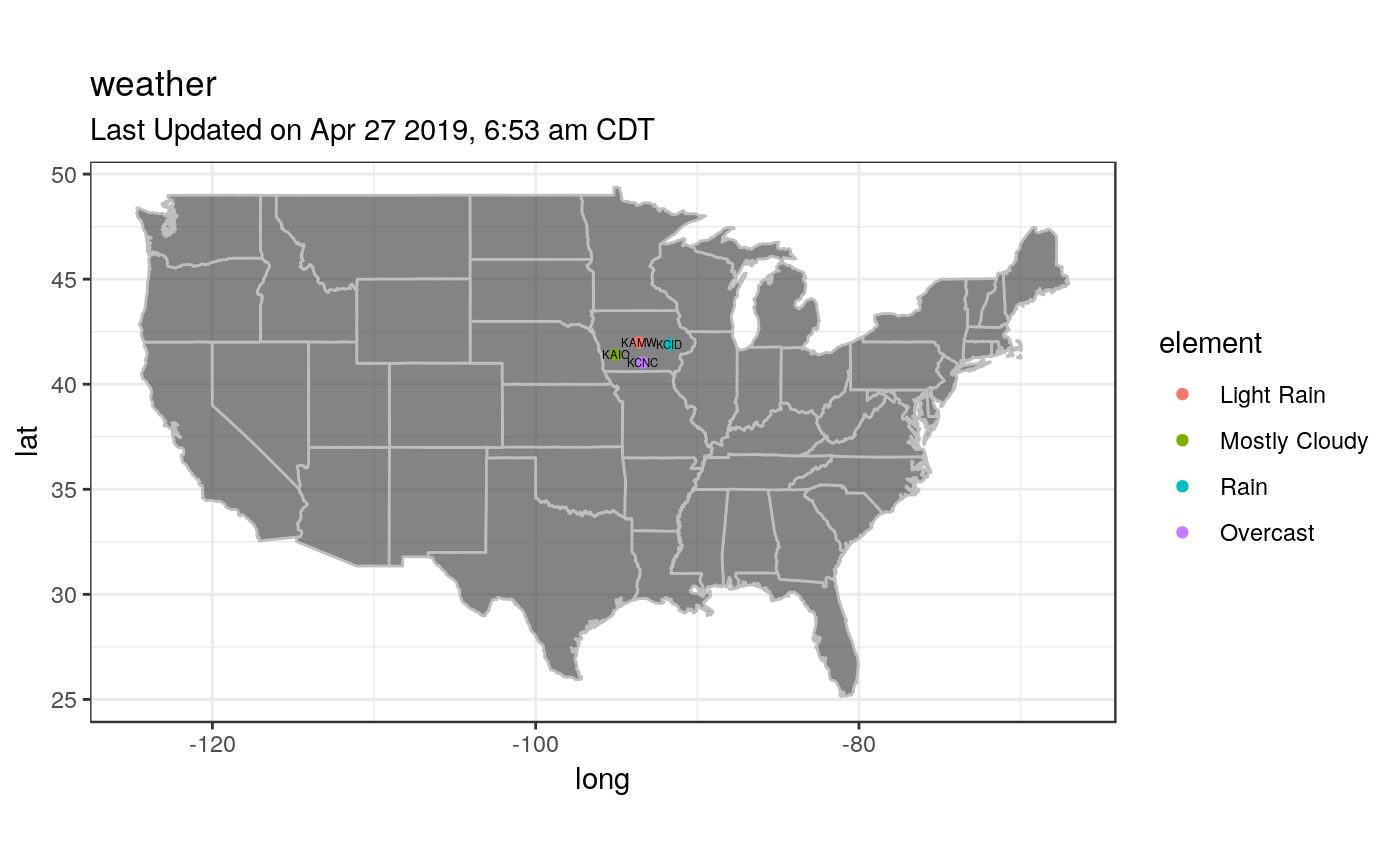 weather
Last Updated on Apr 27 2019, 6:53 am CDT
50
45
40
35
30
25
lat
KAMW
KCID
KAIO
KCNC
-120
-100
-80
long
element
Light Rain
Mostly Cloudy
Rain
Overcast